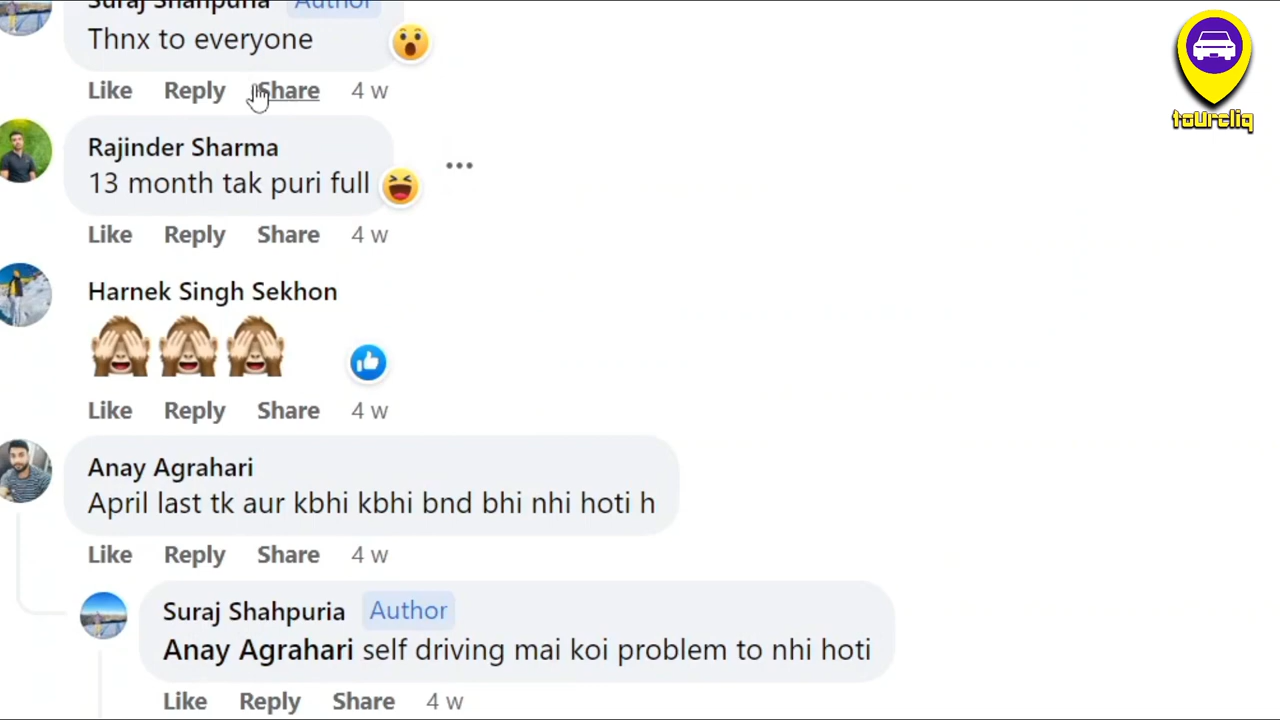 Suraj Shahpuria Author
Thnx to everyone
Like Reply Share 4 w
Rajinder Sharma
13 month tak puri full
Like Reply Share 4 w
Harnek Singh Sekhon
Like Reply Share 4 w
Anay Agrahari
April last tk aur kbhi kbhi bnd bhi nhi hoti h
Like Reply Share 4 w
Suraj Shahpuria Author
Anay Agrahari self driving mai koi problem to nhi hoti
Like Reply Share 4 w
tourcliq